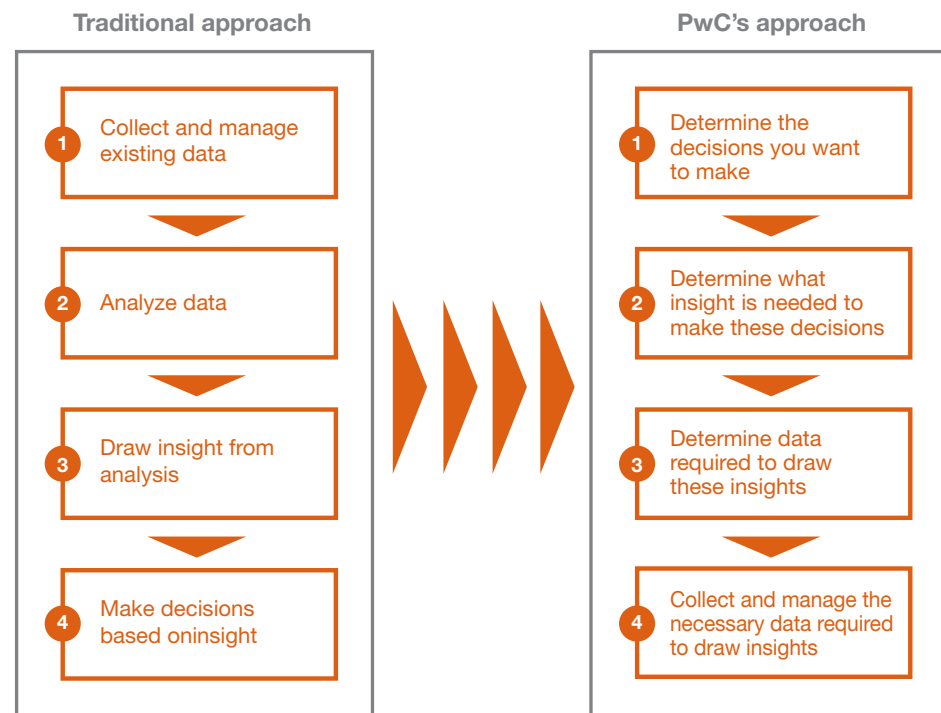 Traditional approach
1
Collect and manage
existing data
2
Analyze data
3
Draw insight from
analysis
4
Make decisions
based oninsight
PwC's approach
1
Determine the
decisions you want
to make
2
Determine what
insight is needed to
make these decisions
3
Determine data
required to draw
these insights
4
Collect and manage the
necessary data required
to draw insights